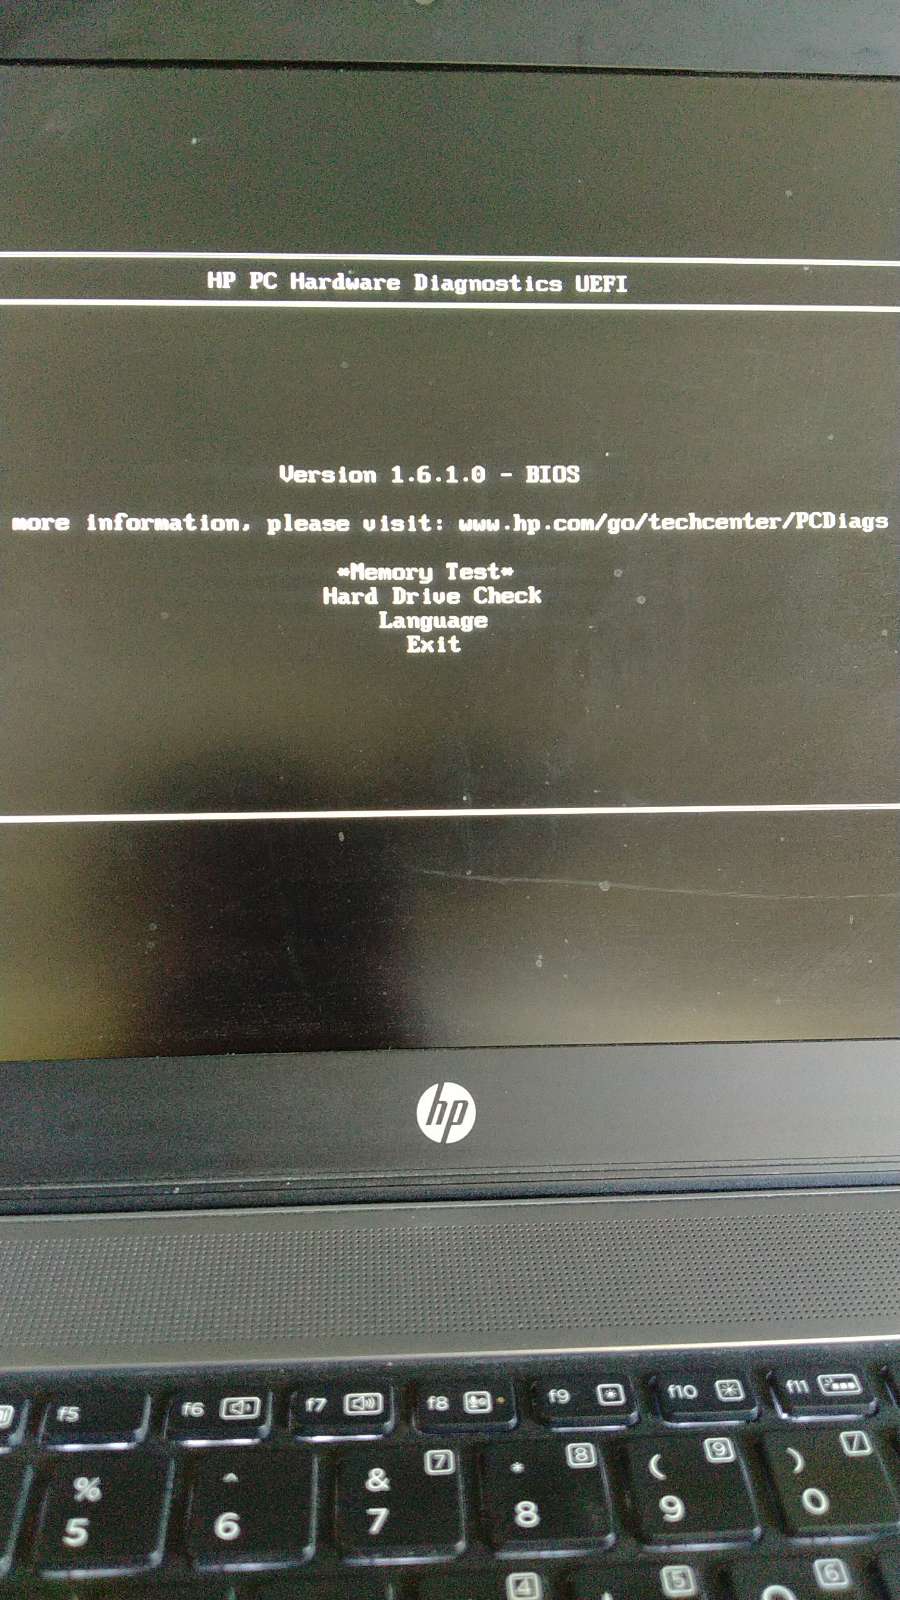 HP PC Hardware Diagnostics UEFI
Version 1.6.1.0 - BIOS
more information, please visit: www.hp.com/go/techcenter/PCDiags
*Memory Test*
Hard Drive Check
Language
Exit
hp
f5 f6 f7 f8 f9 f10 f11
% ^ & 7 * 8 ( 9 ) /
5 6 7 8 9 0
4 5 6